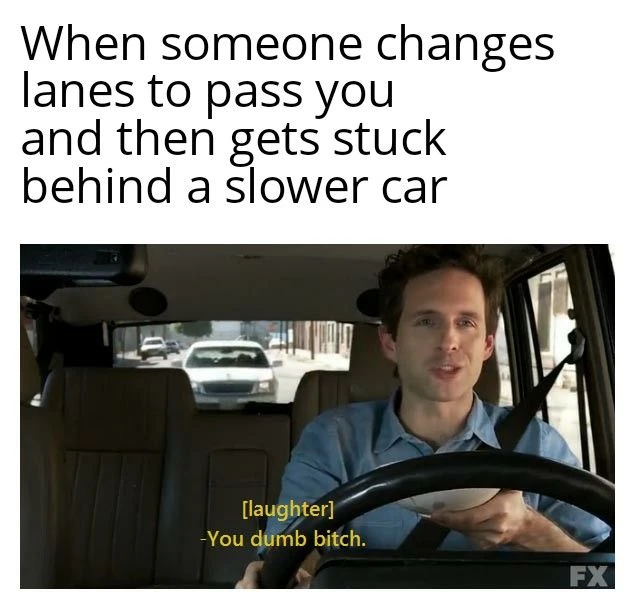 When someone changes
lanes to pass you
and then gets stuck
behind a slower car
[laughter]
-You dumb bitch.
FX